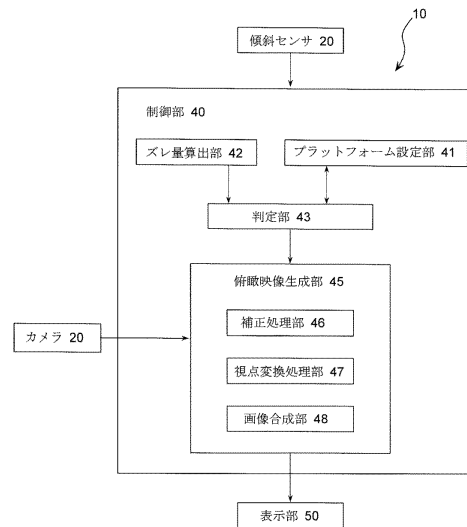 10
傾斜センサ 20
制御部 40
ズレ量算出部 42
プラットフォーム設定部 41
判定部 43
俯瞰映像生成部 45
補正処理部 46
カメラ 20
視点変換処理部 47
画像合成部 48
表示部 50